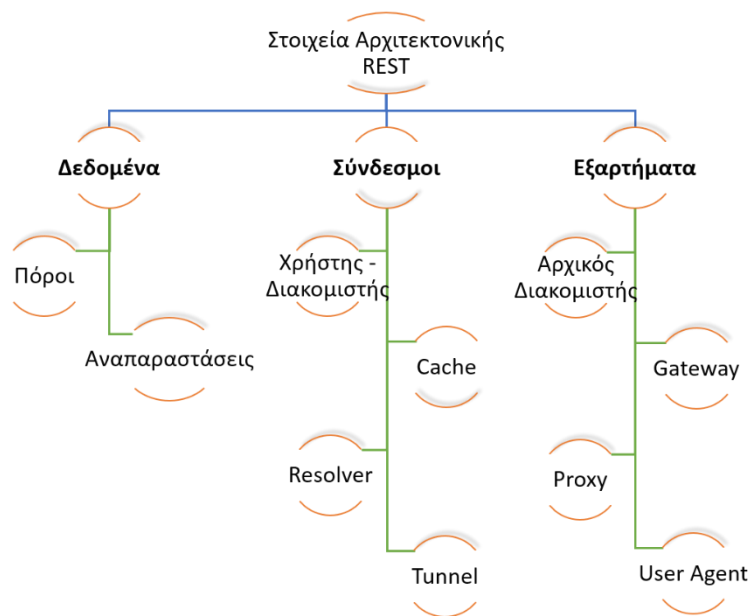 Στοιχεία Αρχιτεκτονικής
REST
Δεδομένα
Σύνδεσμοι
Εξαρτήματα
Πόροι
Αναπαραστάσεις
Χρήστης -
Διακομιστής
Cache
Resolver
Tunnel
Αρχικός
Διακομιστής
Gateway
Proxy
User Agent